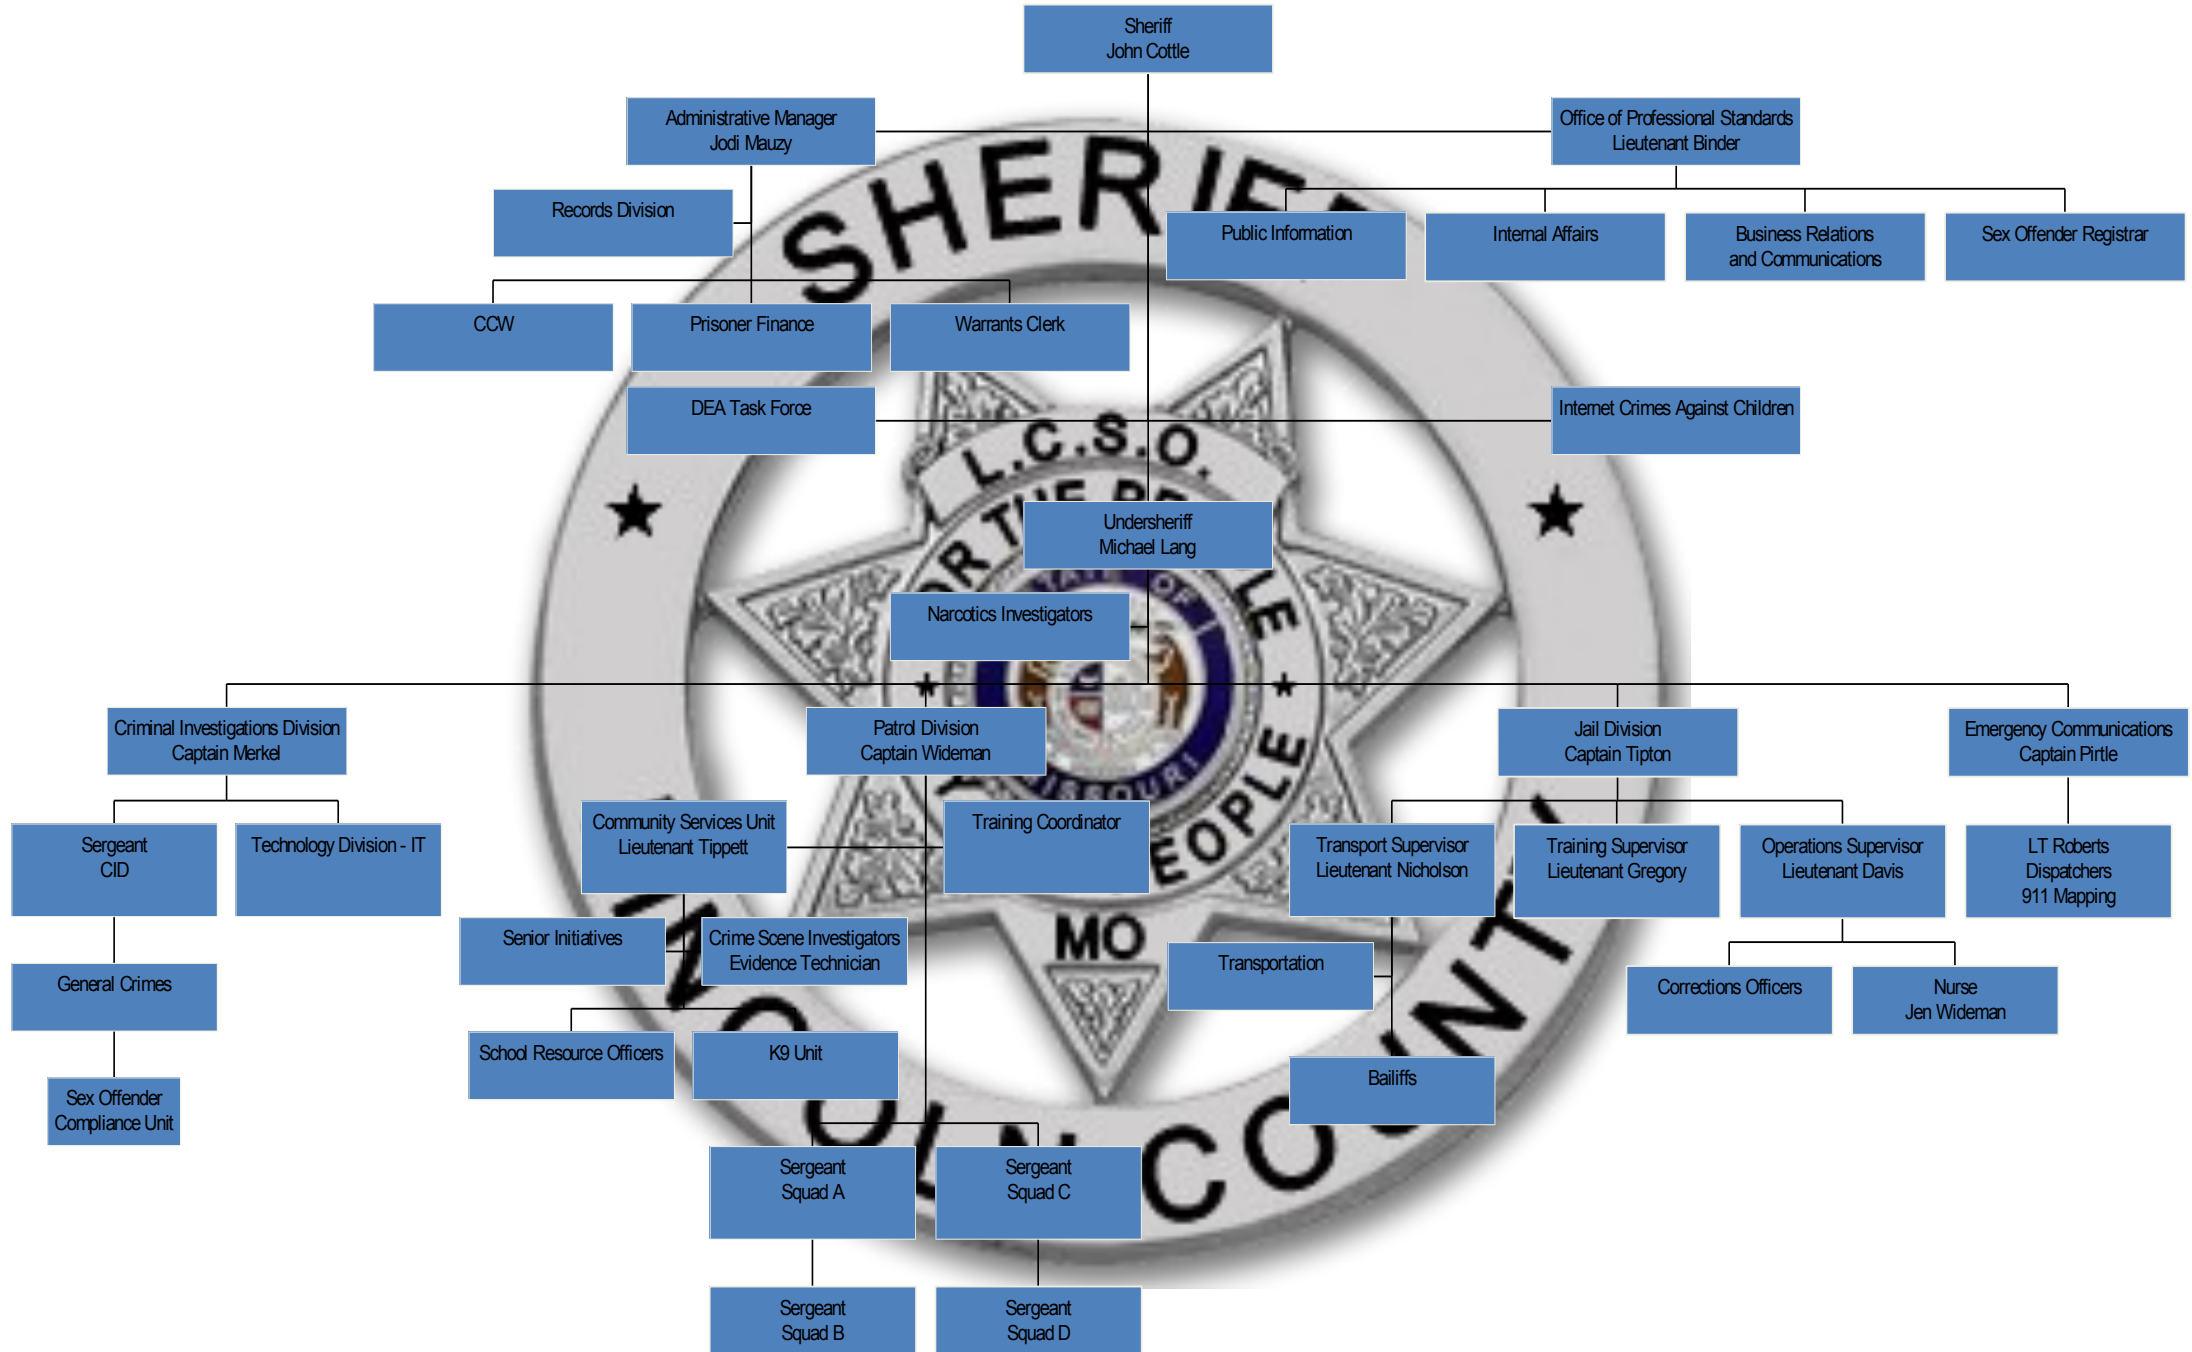 Sheriff
John Cottle
Administrative Manager
Jodi Mauzy
Office of Professional Standards
Lieutenant Binder
Records Division
Public Information
Internal Affairs
Business Relations
and Communications
Sex Offender Registrar
CCW
Prisoner Finance
Warrants Clerk
DEA Task Force
Internet Crimes Against Children
Undersheriff
Michael Lang
Narcotics Investigators
Criminal Investigations Division
Captain Merkel
Patrol Division
Captain Wideman
Jail Division
Captain Tipton
Emergency Communications
Captain Pirtle
Sergeant
CID
Technology Division - IT
Community Services Unit
Lieutenant Tippett
Training Coordinator
Transport Supervisor
Lieutenant Nicholson
Training Supervisor
Lieutenant Gregory
Operations Supervisor
Lieutenant Davis
LT Roberts
Dispatchers
911 Mapping
Senior Initiatives
Crime Scene Investigators
Evidence Technician
Transportation
Corrections Officers
Nurse
Jen Wideman
General Crimes
School Resource Officers
K9 Unit
Bailiffs
Sex Offender
Compliance Unit
Sergeant
Squad A
Sergeant
Squad C
Sergeant
Squad B
Sergeant
Squad D
SHERIFF
L.C.S.O.
MO
COUNTY